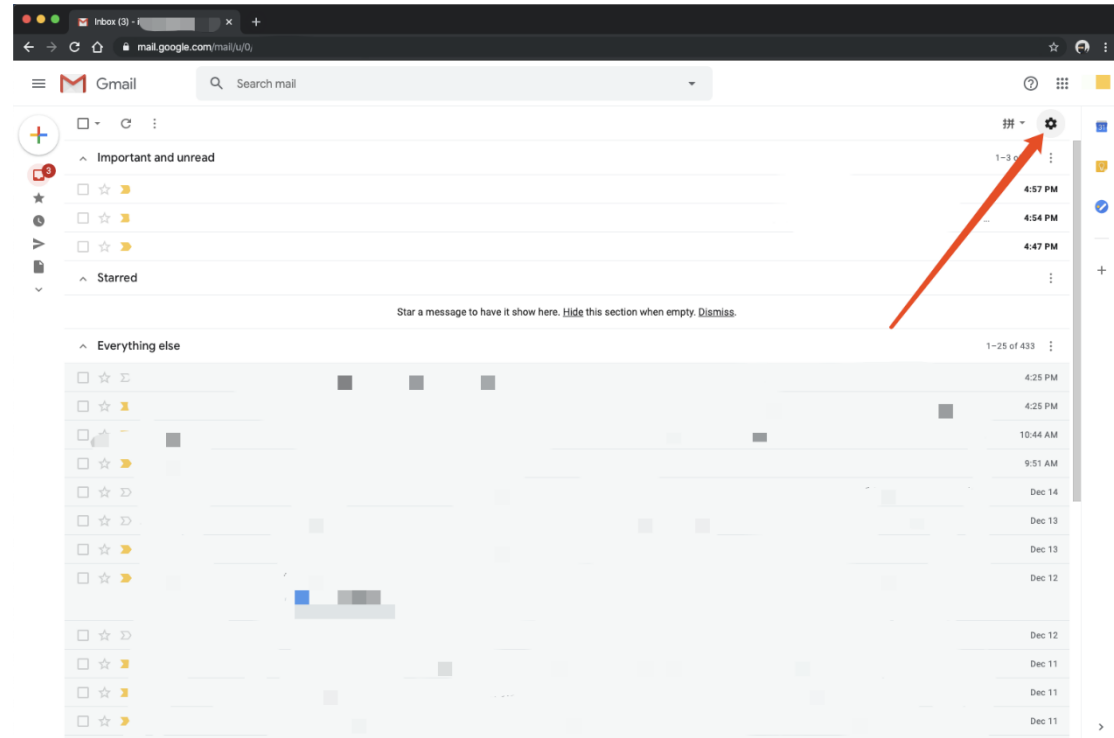 Inbox (3) - i
mail.google.com/mail/u/0/
Gmail
Search mail
拼
Important and unread
1–3 o
3
4:57 PM
4:54 PM
...
4:47 PM
Starred
Star a message to have it show here. Hide this section when empty. Dismiss.
Everything else
1–25 of 433
4:25 PM
4:25 PM
10:44 AM
9:51 AM
Dec 14
Dec 13
Dec 13
Dec 12
Dec 12
Dec 11
Dec 11
Dec 11
31